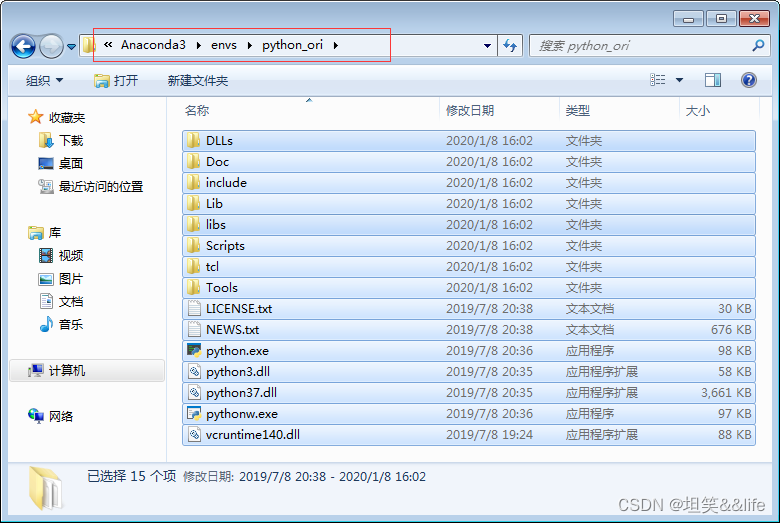 « Anaconda3 ▸ envs ▸ python_ori ▸
搜索 python_ori
组织 打开 新建文件夹
收藏夹
下载
桌面
最近访问的位置
库
视频
图片
文档
音乐
计算机
网络
名称 修改日期 类型 大小
DLLs 2020/1/8 16:02 文件夹
Doc 2020/1/8 16:02 文件夹
include 2020/1/8 16:02 文件夹
Lib 2020/1/8 16:02 文件夹
libs 2020/1/8 16:02 文件夹
Scripts 2020/1/8 16:02 文件夹
tcl 2020/1/8 16:02 文件夹
Tools 2020/1/8 16:02 文件夹
LICENSE.txt 2019/7/8 20:38 文本文档 30 KB
NEWS.txt 2019/7/8 20:38 文本文档 676 KB
python.exe 2019/7/8 20:36 应用程序 98 KB
python3.dll 2019/7/8 20:35 应用程序扩展 58 KB
python37.dll 2019/7/8 20:35 应用程序扩展 3,661 KB
pythonw.exe 2019/7/8 20:36 应用程序 97 KB
vcruntime140.dll 2019/7/8 19:24 应用程序扩展 88 KB
已选择 15 个项 修改日期: 2019/7/8 20:38 - 2020/1/8 16:02
CSDN @坦笑&&life